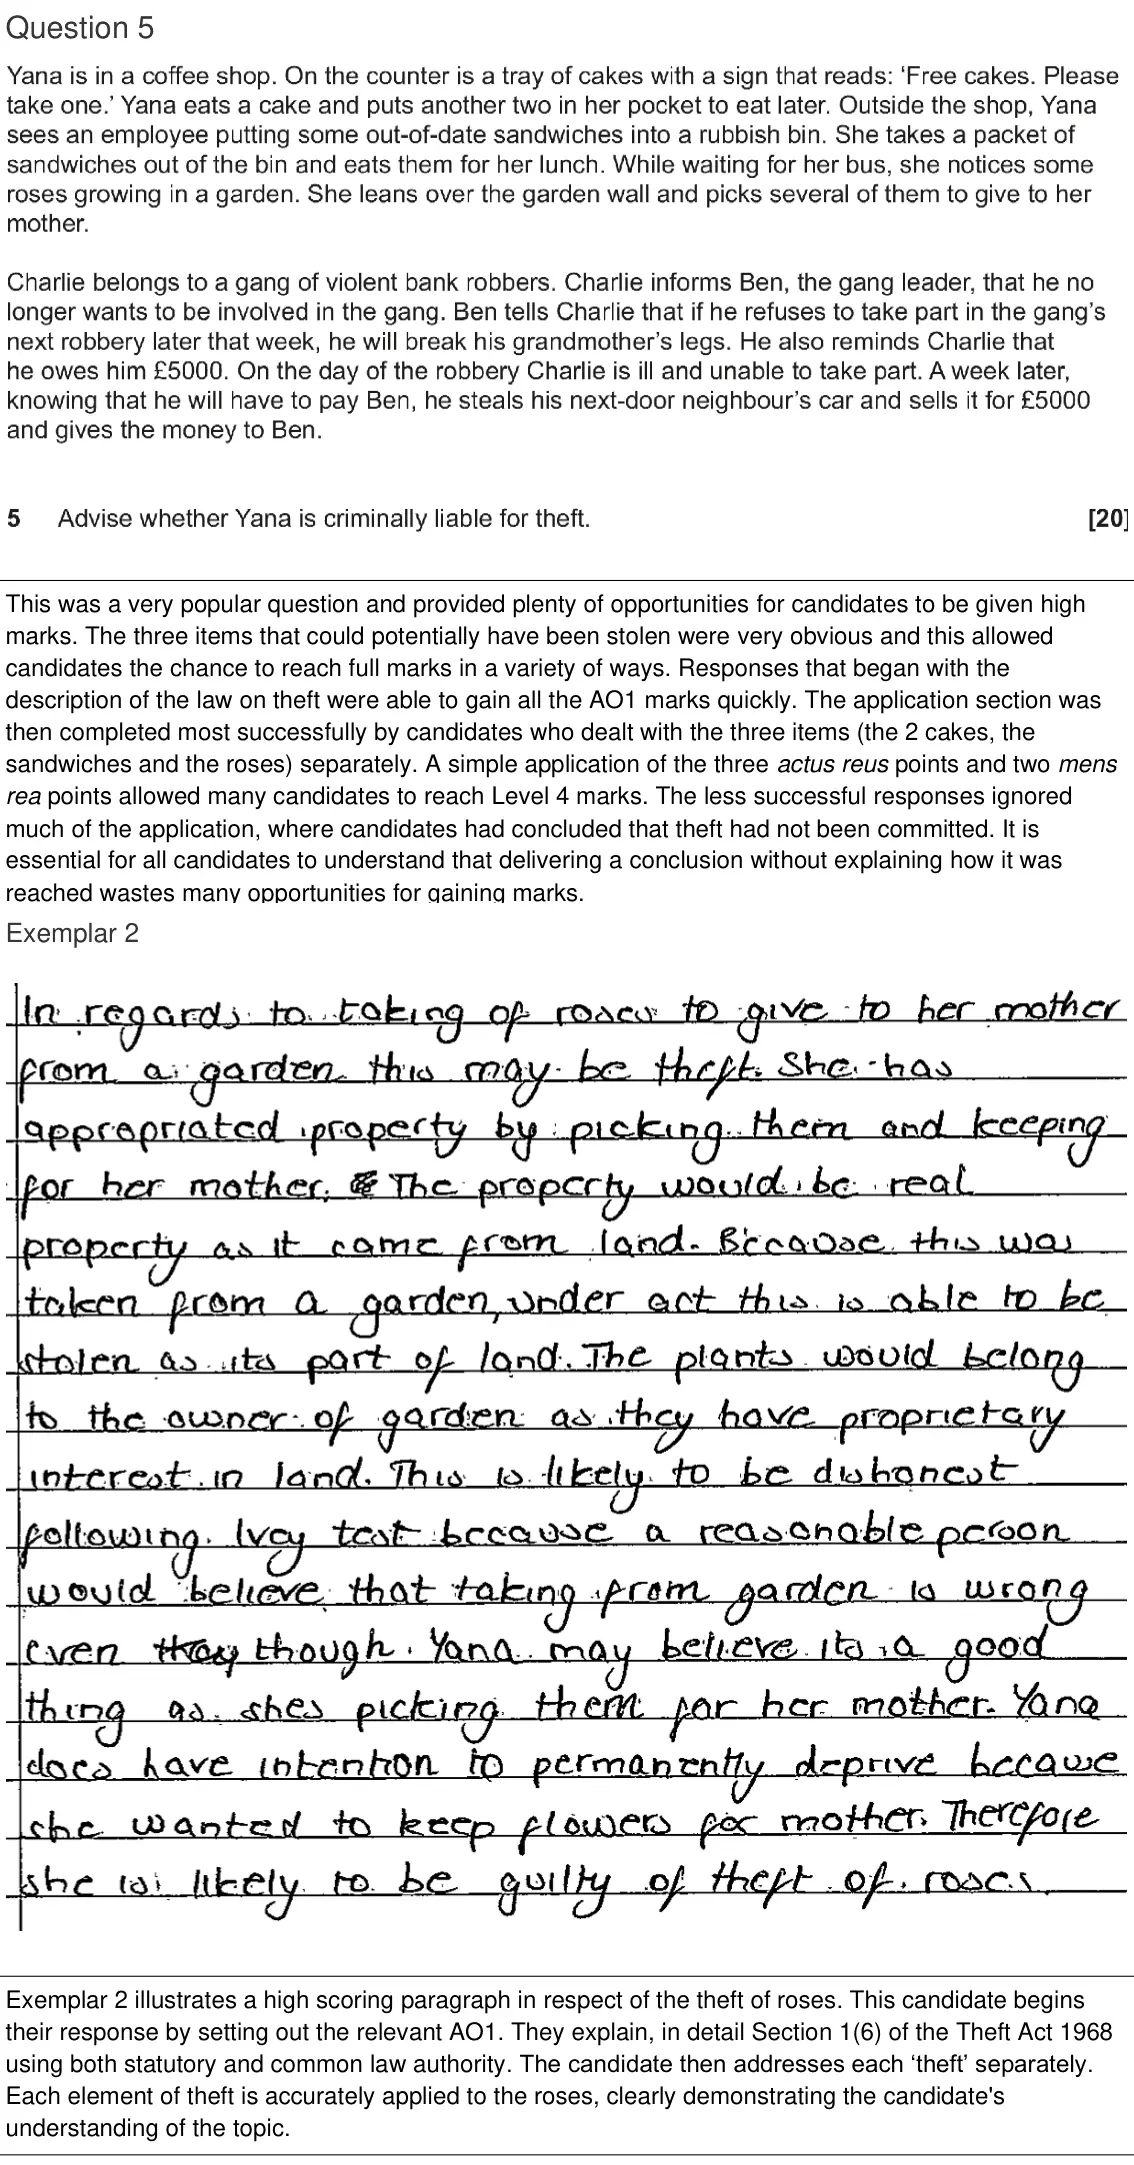 Question 5
Yana is in a coffee shop. On the counter is a tray of cakes with a sign that reads: ‘Free cakes. Please
take one.’ Yana eats a cake and puts another two in her pocket to eat later. Outside the shop, Yana
sees an employee putting some out-of-date sandwiches into a rubbish bin. She takes a packet of
sandwiches out of the bin and eats them for her lunch. While waiting for her bus, she notices some
roses growing in a garden. She leans over the garden wall and picks several of them to give to her
mother.
Charlie belongs to a gang of violent bank robbers. Charlie informs Ben, the gang leader, that he no
longer wants to be involved in the gang. Ben tells Charlie that if he refuses to take part in the gang’s
next robbery later that week, he will break his grandmother’s legs. He also reminds Charlie that
he owes him £5000. On the day of the robbery Charlie is ill and unable to take part. A week later,
knowing that he will have to pay Ben, he steals his next-door neighbour’s car and sells it for £5000
and gives the money to Ben.
5 Advise whether Yana is criminally liable for theft. [20]
This was a very popular question and provided plenty of opportunities for candidates to be given high
marks. The three items that could potentially have been stolen were very obvious and this allowed
candidates the chance to reach full marks in a variety of ways. Responses that began with the
description of the law on theft were able to gain all the AO1 marks quickly. The application section was
then completed most successfully by candidates who dealt with the three items (the 2 cakes, the
sandwiches and the roses) separately. A simple application of the three actus reus points and two mens
rea points allowed many candidates to reach Level 4 marks. The less successful responses ignored
much of the application, where candidates had concluded that theft had not been committed. It is
essential for all candidates to understand that delivering a conclusion without explaining how it was
reached wastes many opportunities for gaining marks.
Exemplar 2
In regards to taking of roses to give to her mother
from a garden this may be theft. She has
appropriated property by picking them and keeping
for her mother. The property would be real
property as it came from land. Because this was
taken from a garden, under act this is able to be
stolen as its part of land. The plants would belong
to the owner of garden as they have proprietary
interest in land. This is likely to be dishonest
following Ivey test because a reasonable person
would believe that taking from garden is wrong
even though Yana may believe its a good
thing as shes picking them for her mother. Yana
does have intention to permanently deprive because
she wanted to keep flowers for mother. Therefore
she is likely to be guilty of theft of roses.
Exemplar 2 illustrates a high scoring paragraph in respect of the theft of roses. This candidate begins
their response by setting out the relevant AO1. They explain, in detail Section 1(6) of the Theft Act 1968
using both statutory and common law authority. The candidate then addresses each ‘theft’ separately.
Each element of theft is accurately applied to the roses, clearly demonstrating the candidate's
understanding of the topic.